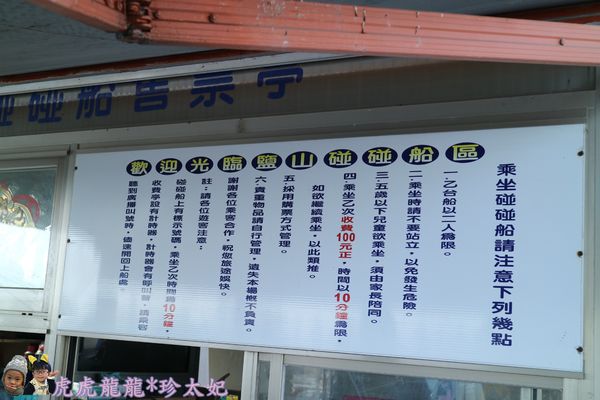 碰碰船售票亭
歡迎光臨鹽山碰碰船區
乘坐碰碰船請注意下列幾點
一.乙台船以二人為限。
二.乘坐時請不要站立，以免發生危險。
三.五歲以下兒童欲乘坐，須由家長陪同。
四.乘坐乙次收費100元正，時間以10分鐘為限，
如欲繼續乘坐，以此類推。
五.採用購票方式管理。
六.貴重物品請自行管理，遺失本場概不負責。
謝謝各位乘客合作，祝您旅途愉快。
註：請各位遊客注意：
碰碰船上有標示號碼，乘坐乙次時間為10分鐘，
收費亭設有計時器，計時器會有呼叫聲，請乘客
聽到廣播叫號時，儘速開回上船處。
虎虎龍龍*珍太妃